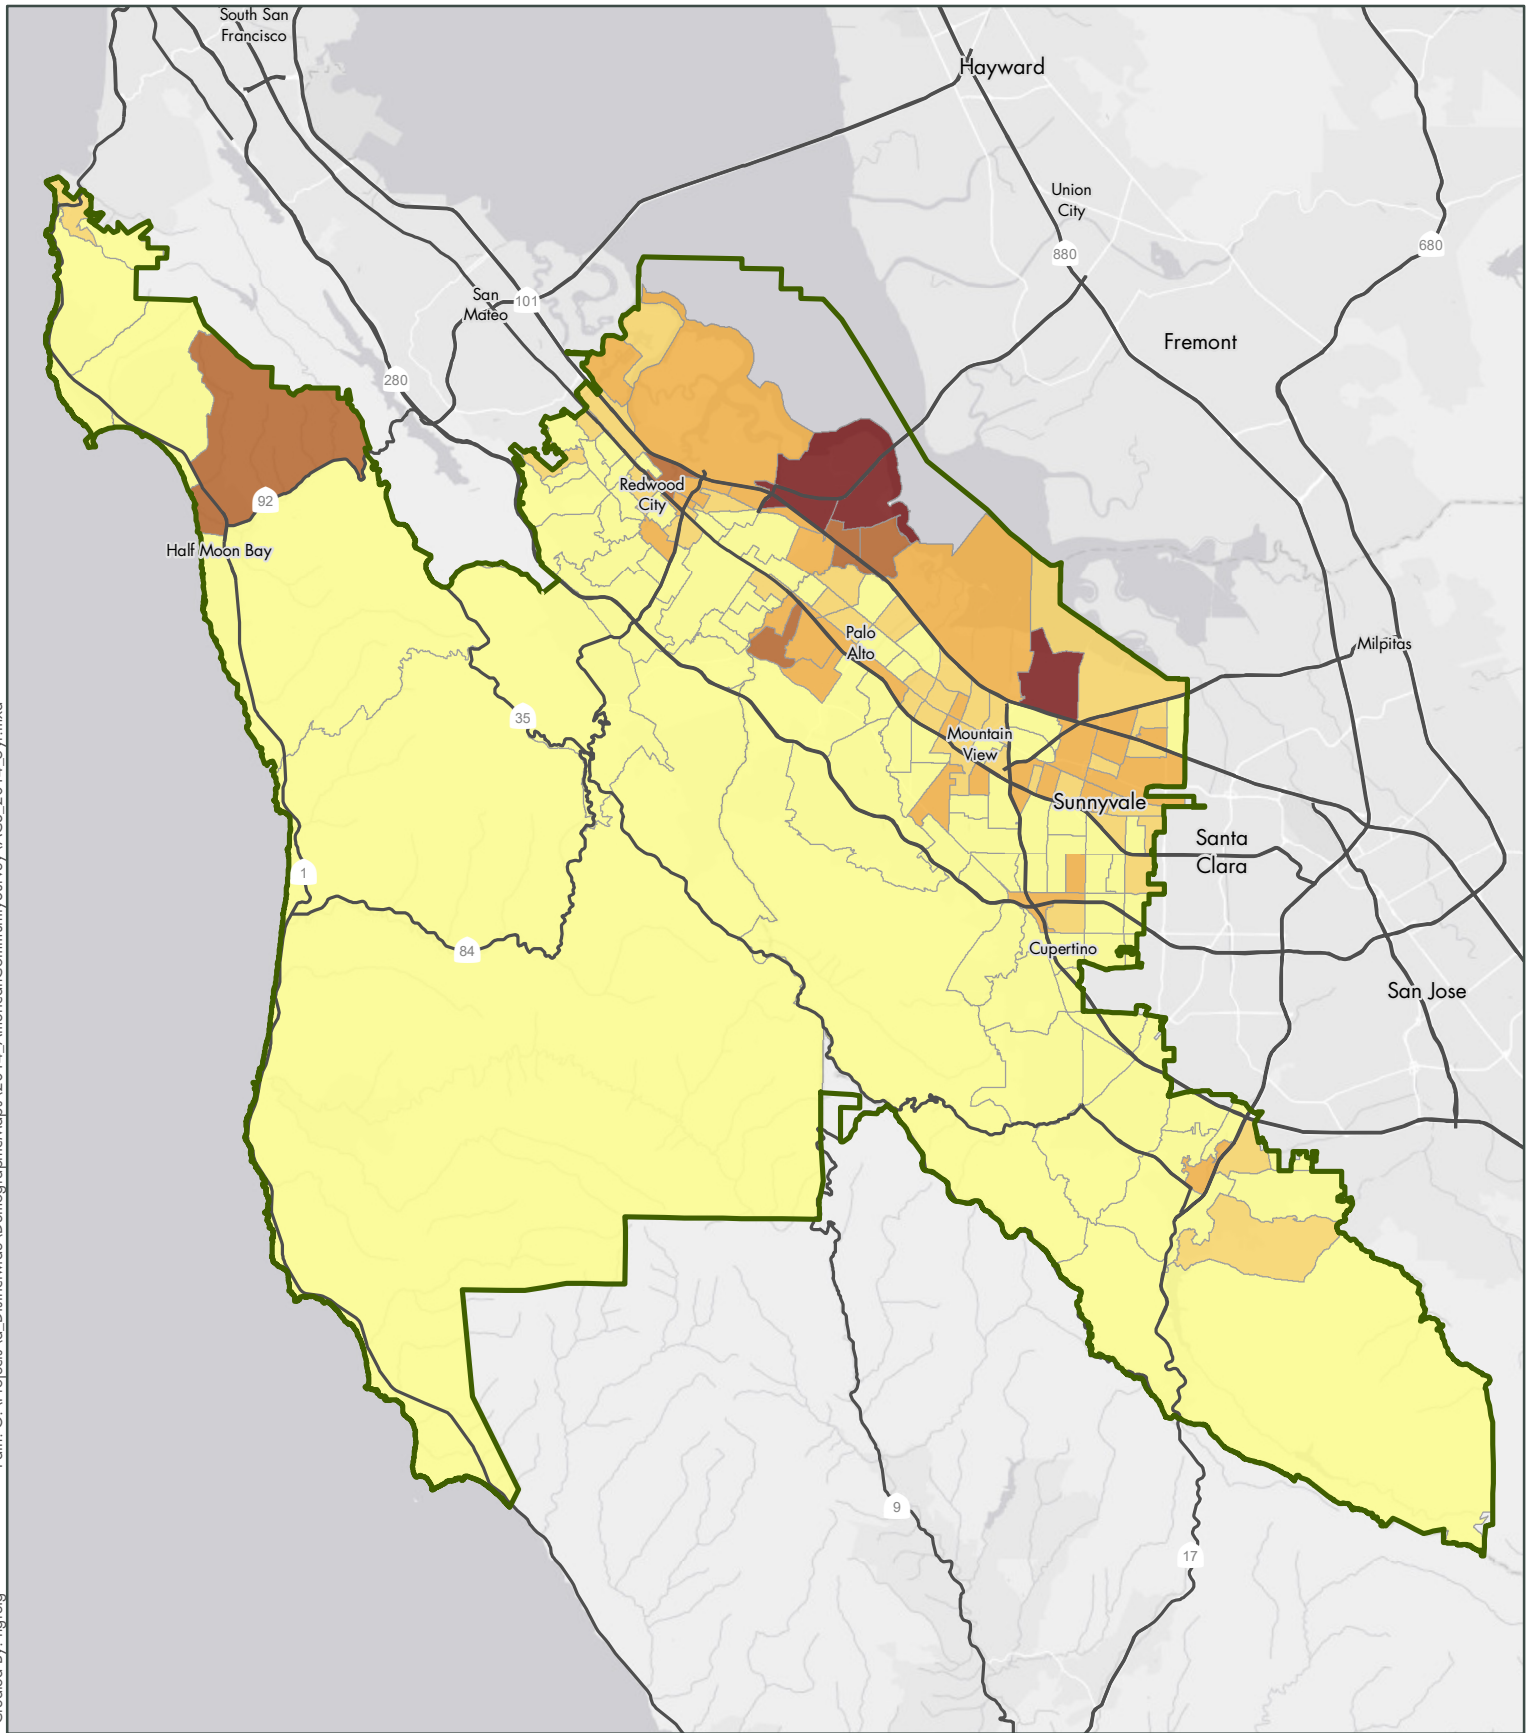 South San
Francisco
Hayward
Union
City
880
680
San
Mateo
101
Fremont
280
Redwood
City
92
Half Moon Bay
Palo
Alto
Milpitas
35
Mountain
View
Sunnyvale
Santa
Clara
1
84
Cupertino
San Jose
9
17